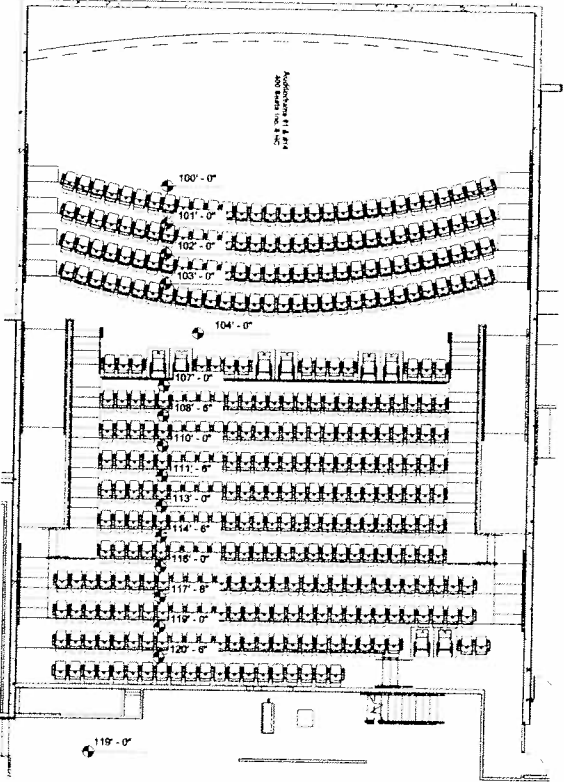 Auditoriums #1 & #14
400 Seats Inc. 8 HC
100' - 0"
101' - 0"
102' - 0"
103' - 0"
104' - 0"
107' - 0"
108' - 6"
110' - 0"
111' - 6"
113' - 0"
114' - 6"
116' - 0"
117' - 6"
119' - 0"
120' - 6"
119' - 0"